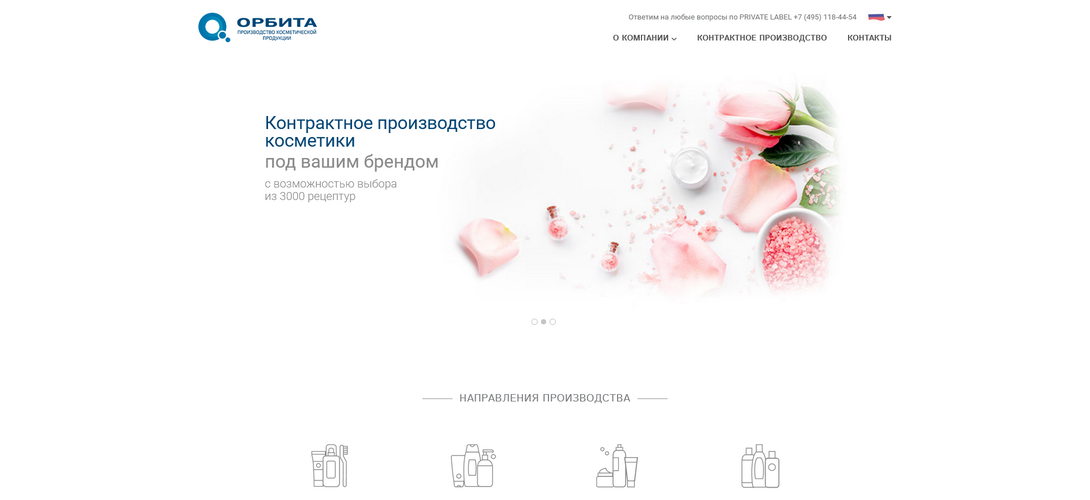 ОРБИТА
ПРОИЗВОДСТВО КОСМЕТИЧЕСКОЙ
ПРОДУКЦИИ
Ответим на любые вопросы по PRIVATE LABEL +7 (495) 118-44-54
О КОМПАНИИ КОНТРАКТНОЕ ПРОИЗВОДСТВО КОНТАКТЫ
Контрактное производство
косметики
под вашим брендом
с возможностью выбора
из 3000 рецептур
НАПРАВЛЕНИЯ ПРОИЗВОДСТВА